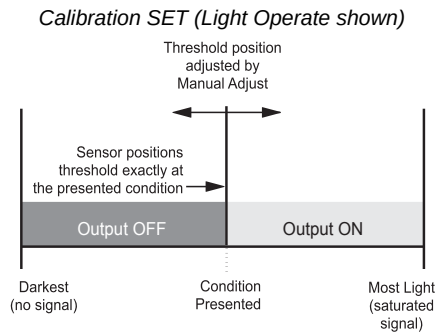 Calibration SET (Light Operate shown)
Threshold position
adjusted by
Manual Adjust
Sensor positions
threshold exactly at
the presented condition
Output OFF
Output ON
Darkest
(no signal)
Condition
Presented
Most Light
(saturated
signal)